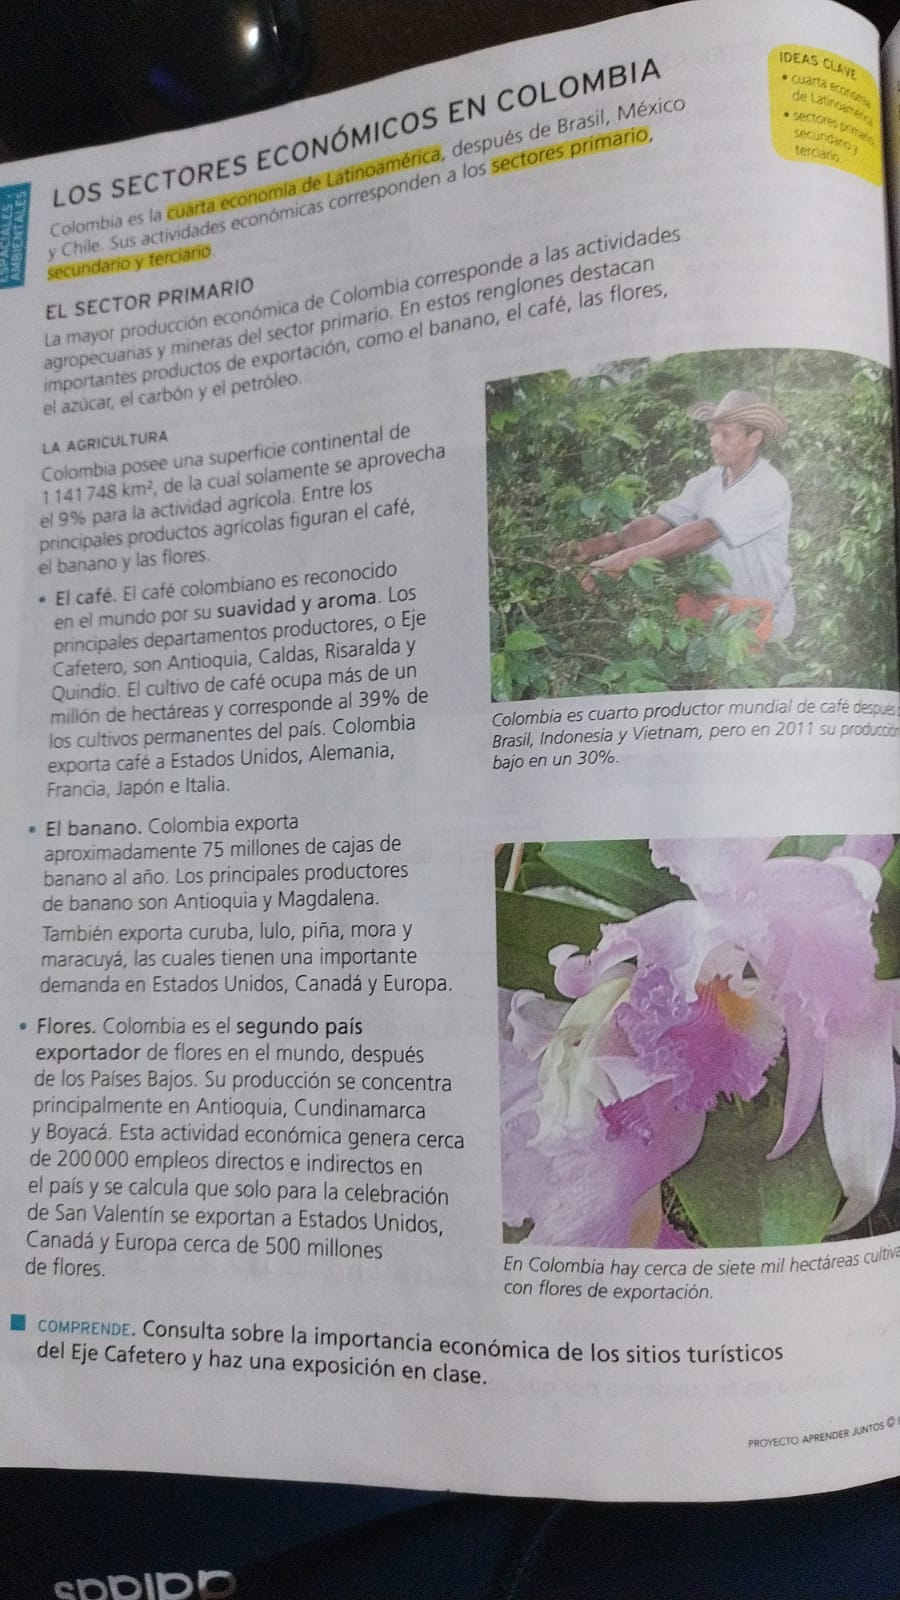 ESPACIALES Y
AMBIENTALES
LOS SECTORES ECONÓMICOS EN COLOMBIA
Colombia es la cuarta economía de Latinoamérica, después de Brasil, México
y Chile. Sus actividades económicas corresponden a los sectores primario,
secundario y terciario.
IDEAS CLAVE
• cuarta economía
de Latinoamérica
• sectores primario,
secundario y
terciario
EL SECTOR PRIMARIO
La mayor producción económica de Colombia corresponde a las actividades
agropecuarias y mineras del sector primario. En estos renglones destacan
importantes productos de exportación, como el banano, el café, las flores,
el azúcar, el carbón y el petróleo.
LA AGRICULTURA
Colombia posee una superficie continental de
1 141 748 km², de la cual solamente se aprovecha
el 9% para la actividad agrícola. Entre los
principales productos agrícolas figuran el café,
el banano y las flores.
• El café. El café colombiano es reconocido
en el mundo por su suavidad y aroma. Los
principales departamentos productores, o Eje
Cafetero, son Antioquia, Caldas, Risaralda y
Quindío. El cultivo de café ocupa más de un
millón de hectáreas y corresponde al 39% de
los cultivos permanentes del país. Colombia
exporta café a Estados Unidos, Alemania,
Francia, Japón e Italia.
• El banano. Colombia exporta
aproximadamente 75 millones de cajas de
banano al año. Los principales productores
de banano son Antioquia y Magdalena.
También exporta curuba, lulo, piña, mora y
maracuyá, las cuales tienen una importante
demanda en Estados Unidos, Canadá y Europa.
• Flores. Colombia es el segundo país
exportador de flores en el mundo, después
de los Países Bajos. Su producción se concentra
principalmente en Antioquia, Cundinamarca
y Boyacá. Esta actividad económica genera cerca
de 200 000 empleos directos e indirectos en
el país y se calcula que solo para la celebración
de San Valentín se exportan a Estados Unidos,
Canadá y Europa cerca de 500 millones
de flores.
Colombia es cuarto productor mundial de café después
Brasil, Indonesia y Vietnam, pero en 2011 su producción
bajo en un 30%.
En Colombia hay cerca de siete mil hectáreas
con flores de exportación.
COMPRENDE. Consulta sobre la importancia económica de los sitios turísticos
del Eje Cafetero y haz una exposición en clase.
PROYECTO APRENDER JUNTOS ©
adidas